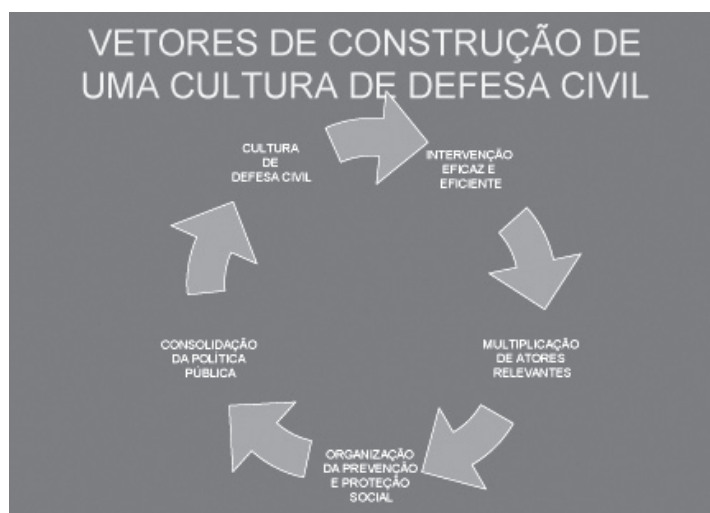 VETORES DE CONSTRUÇÃO DE
UMA CULTURA DE DEFESA CIVIL
CULTURA
DE
DEFESA CIVIL
INTERVENÇÃO
EFICAZ E
EFICIENTE
MULTIPLICAÇÃO
DE ATORES
RELEVANTES
ORGANIZAÇÃO
DA PREVENÇÃO
E PROTEÇÃO
SOCIAL
CONSOLIDAÇÃO
DA POLÍTICA
PÚBLICA